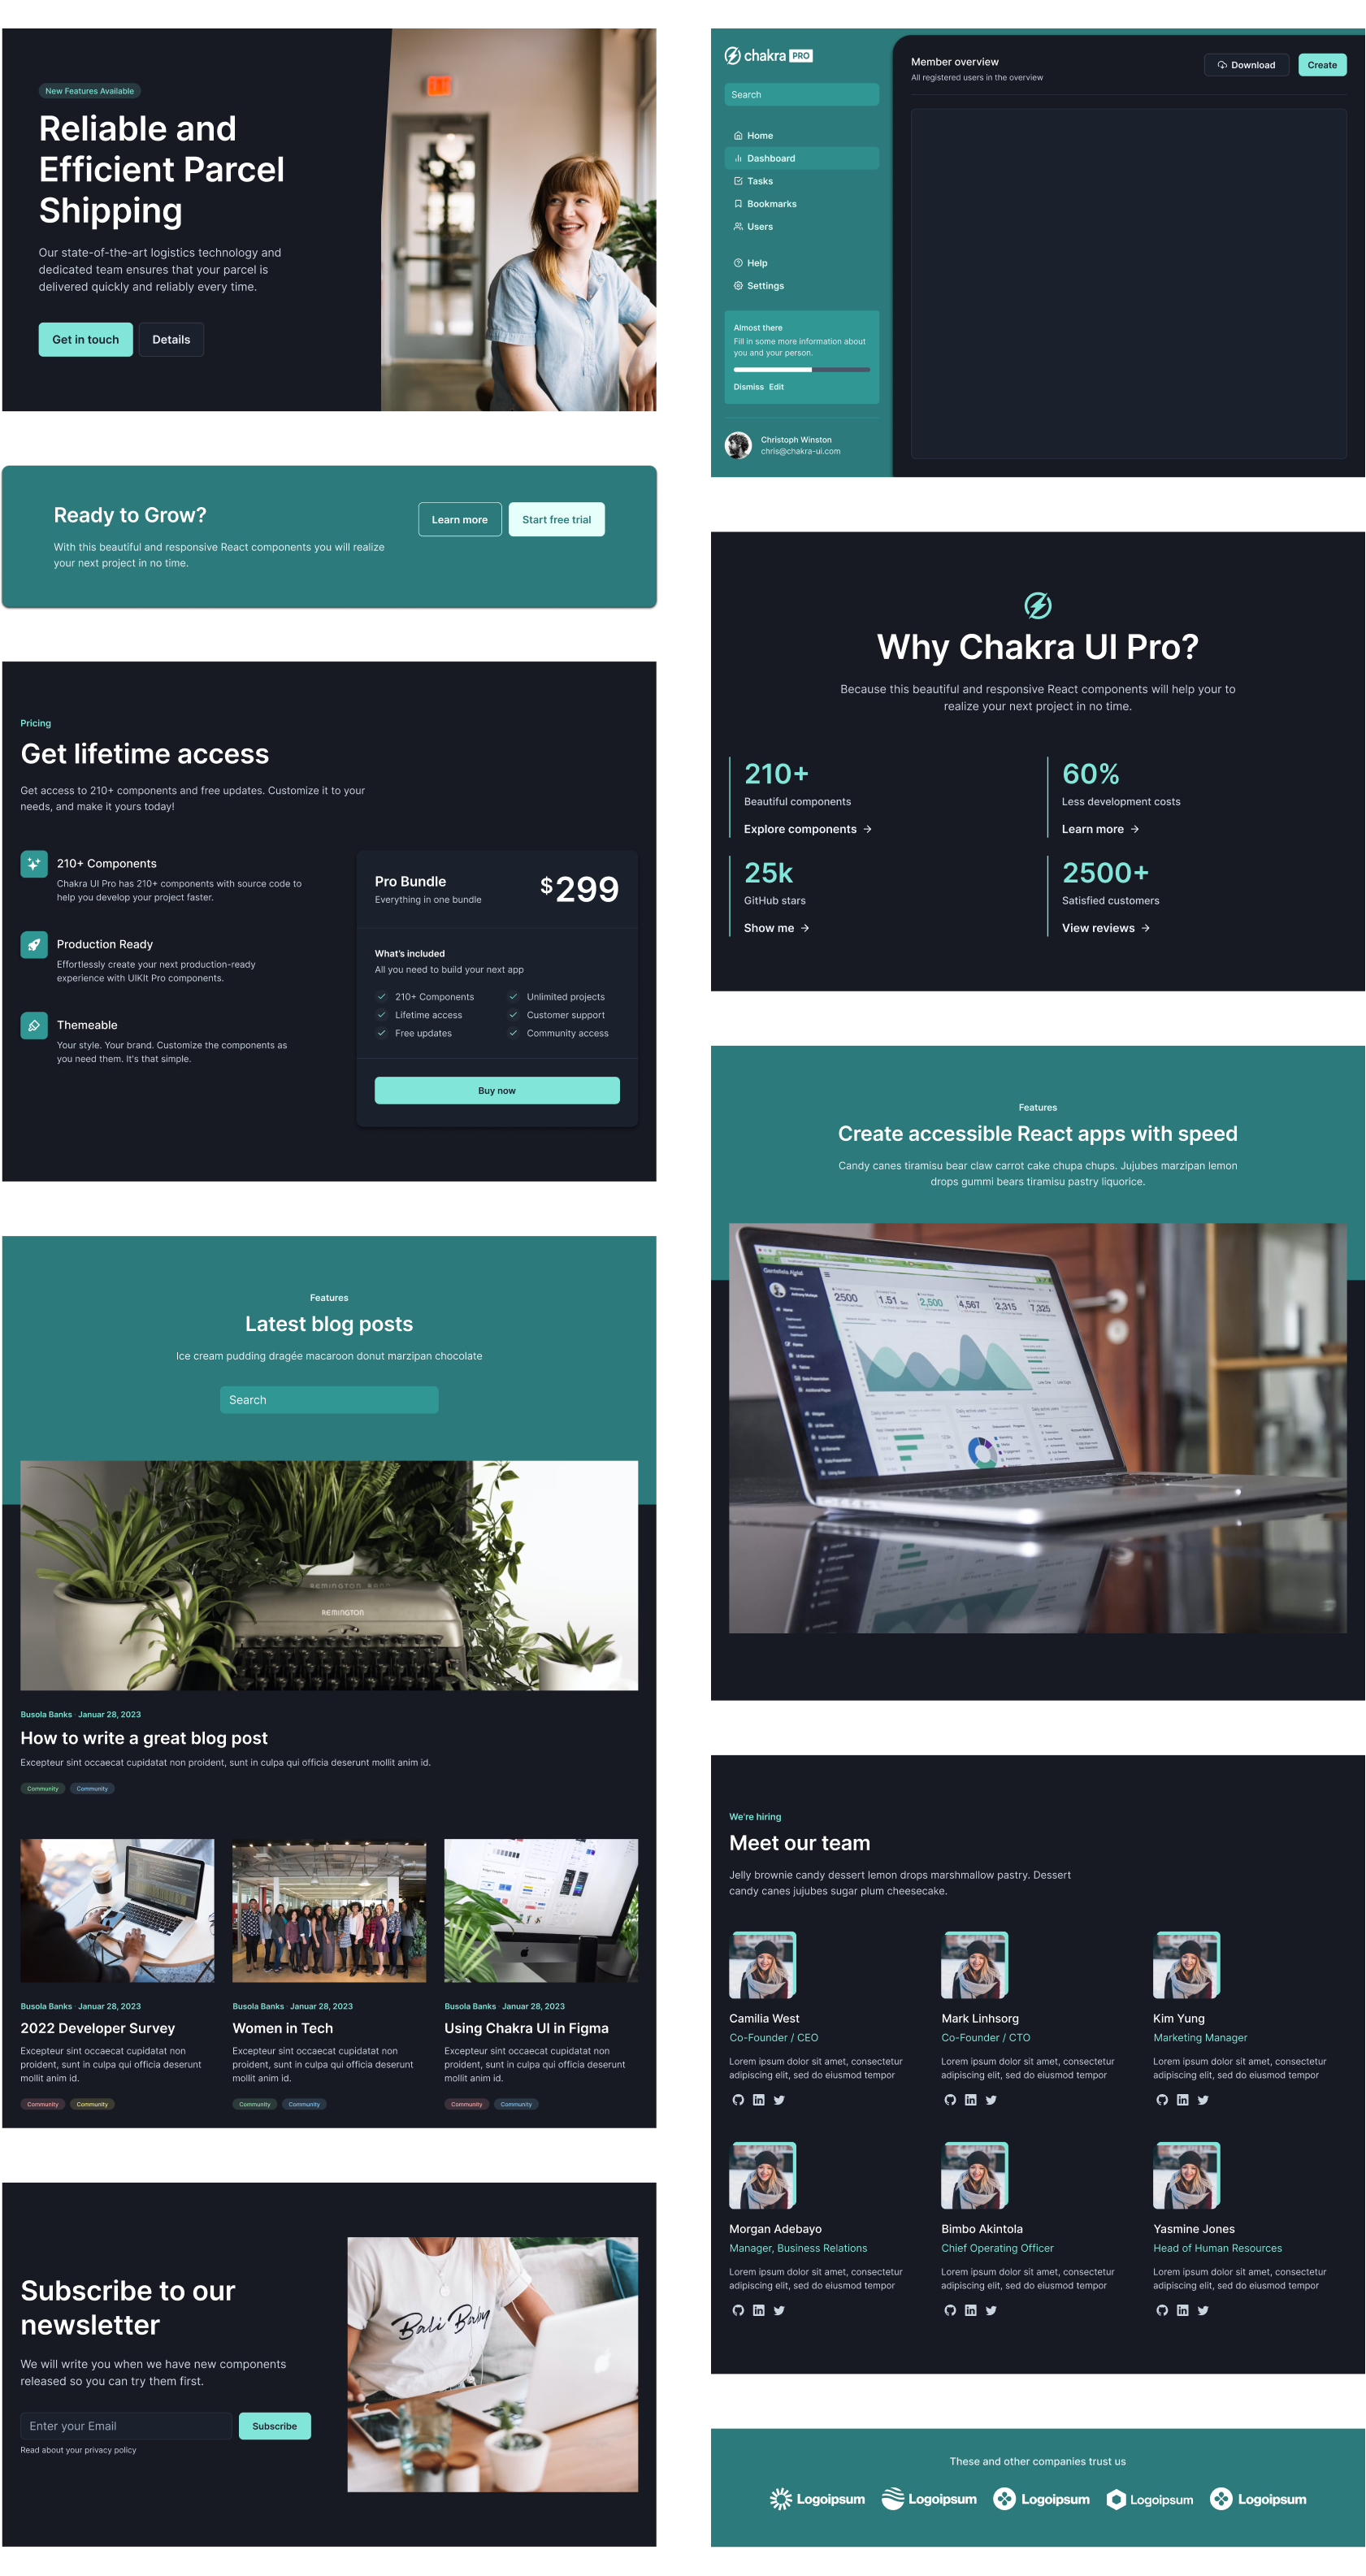 New Features Available
Reliable and
Efficient Parcel
Shipping
Our state-of-the-art logistics technology and
dedicated team ensures that your parcel is
delivered quickly and reliably every time.
Get in touch
Details
Ready to Grow?
With this beautiful and responsive React components you will realize
your next project in no time.
Learn more
Start free trial
Pricing
Get lifetime access
Get access to 210+ components and free updates. Customize it to your
needs, and make it yours today!
210+ Components
Chakra UI Pro has 210+ components with source code to
help you develop your project faster.
Production Ready
Effortlessly create your next production-ready
experience with UIKIt Pro components.
Themeable
Your style. Your brand. Customize the components as
you need them. It's that simple.
Pro Bundle
Everything in one bundle
$299
What's included
All you need to build your next app
210+ Components
Unlimited projects
Lifetime access
Customer support
Free updates
Community access
Buy now
Features
Latest blog posts
Ice cream pudding dragée macaroon donut marzipan chocolate
Search
REMINGTON RAND
REMINGTON
Busola Banks · Januar 28, 2023
How to write a great blog post
Excepteur sint occaecat cupidatat non proident, sunt in culpa qui officia deserunt mollit anim id.
Community
Community
Busola Banks · Januar 28, 2023
2022 Developer Survey
Excepteur sint occaecat cupidatat non
proident, sunt in culpa qui officia deserunt
mollit anim id.
Community
Community
Busola Banks · Januar 28, 2023
Women in Tech
Excepteur sint occaecat cupidatat non
proident, sunt in culpa qui officia deserunt
mollit anim id.
Community
Community
Busola Banks · Januar 28, 2023
Using Chakra UI in Figma
Excepteur sint occaecat cupidatat non
proident, sunt in culpa qui officia deserunt
mollit anim id.
Community
Community
Subscribe to our
newsletter
We will write you when we have new components
released so you can try them first.
Enter your Email
Subscribe
Read about your privacy policy
Bali Baby
chakra PRO
Search
Home
Dashboard
Tasks
Bookmarks
Users
Help
Settings
Almost there
Fill in some more information about
you and your person.
Dismiss
Edit
Christoph Winston
chris@chakra-ui.com
Member overview
All registered users in the overview
Download
Create
Why Chakra UI Pro?
Because this beautiful and responsive React components will help your to
realize your next project in no time.
210+
Beautiful components
Explore components
60%
Less development costs
Learn more
25k
GitHub stars
Show me
2500+
Satisfied customers
View reviews
Features
Create accessible React apps with speed
Candy canes tiramisu bear claw carrot cake chupa chups. Jujubes marzipan lemon
drops gummi bears tiramisu pastry liquorice.
2500
1.51
2,500
4,567
2,315
7,325
We're hiring
Meet our team
Jelly brownie candy dessert lemon drops marshmallow pastry. Dessert
candy canes jujubes sugar plum cheesecake.
Camilia West
Co-Founder / CEO
Lorem ipsum dolor sit amet, consectetur
adipiscing elit, sed do eiusmod tempor
Mark Linhsorg
Co-Founder / CTO
Lorem ipsum dolor sit amet, consectetur
adipiscing elit, sed do eiusmod tempor
Kim Yung
Marketing Manager
Lorem ipsum dolor sit amet, consectetur
adipiscing elit, sed do eiusmod tempor
Morgan Adebayo
Manager, Business Relations
Lorem ipsum dolor sit amet, consectetur
adipiscing elit, sed do eiusmod tempor
Bimbo Akintola
Chief Operating Officer
Lorem ipsum dolor sit amet, consectetur
adipiscing elit, sed do eiusmod tempor
Yasmine Jones
Head of Human Resources
Lorem ipsum dolor sit amet, consectetur
adipiscing elit, sed do eiusmod tempor
These and other companies trust us
Logoipsum
Logoipsum
Logoipsum
Logoipsum
Logoipsum